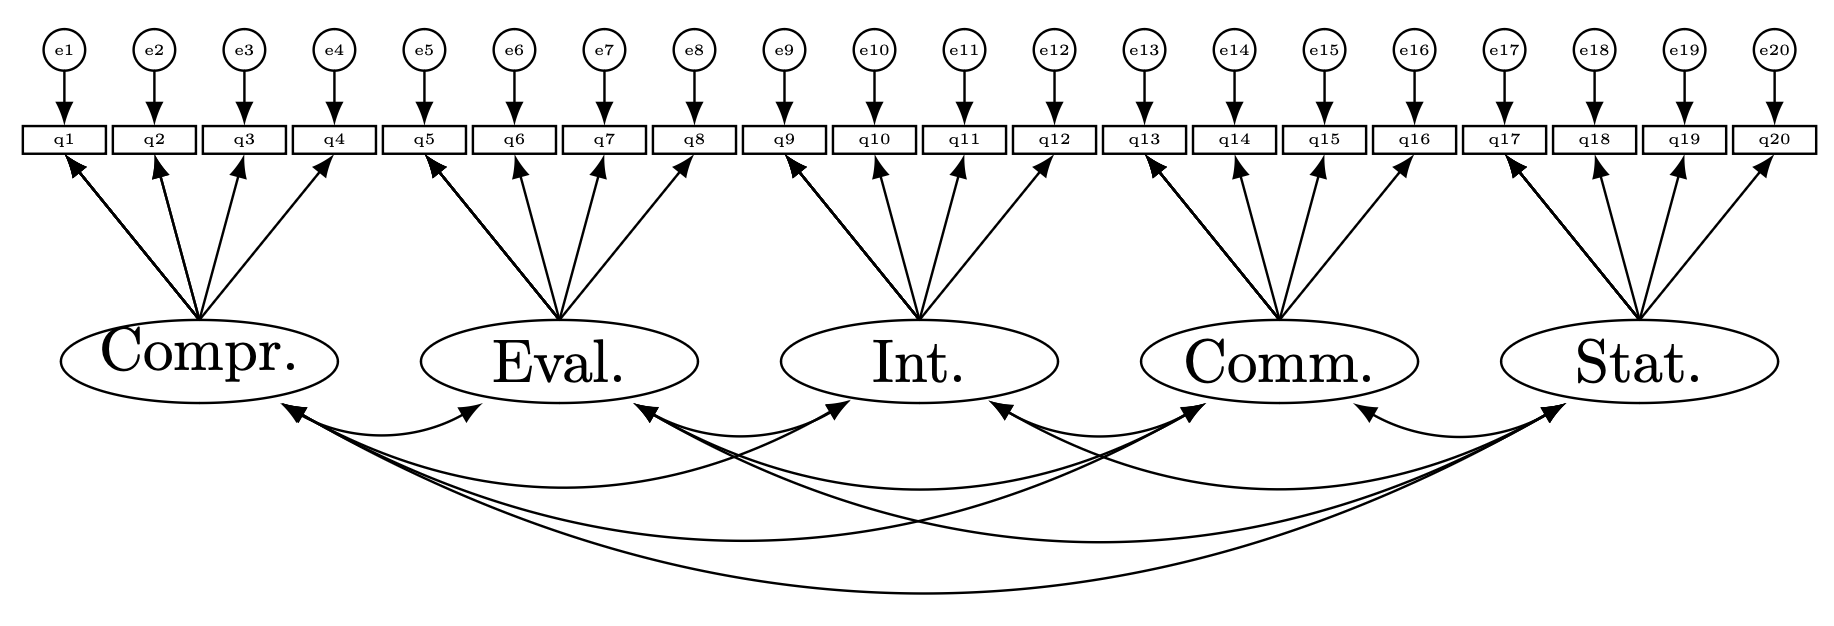 e1 e2 e3 e4 e5 e6 e7 e8 e9 e10 e11 e12 e13 e14 e15 e16 e17 e18 e19 e20
q1 q2 q3 q4 q5 q6 q7 q8 q9 q10 q11 q12 q13 q14 q15 q16 q17 q18 q19 q20
Compr. Eval. Int. Comm. Stat.